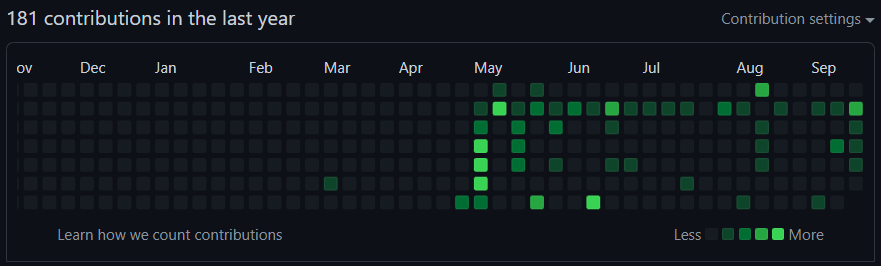 181 contributions in the last year
Contribution settings
ov Dec Jan Feb Mar Apr May Jun Jul Aug Sep
Learn how we count contributions
Less More